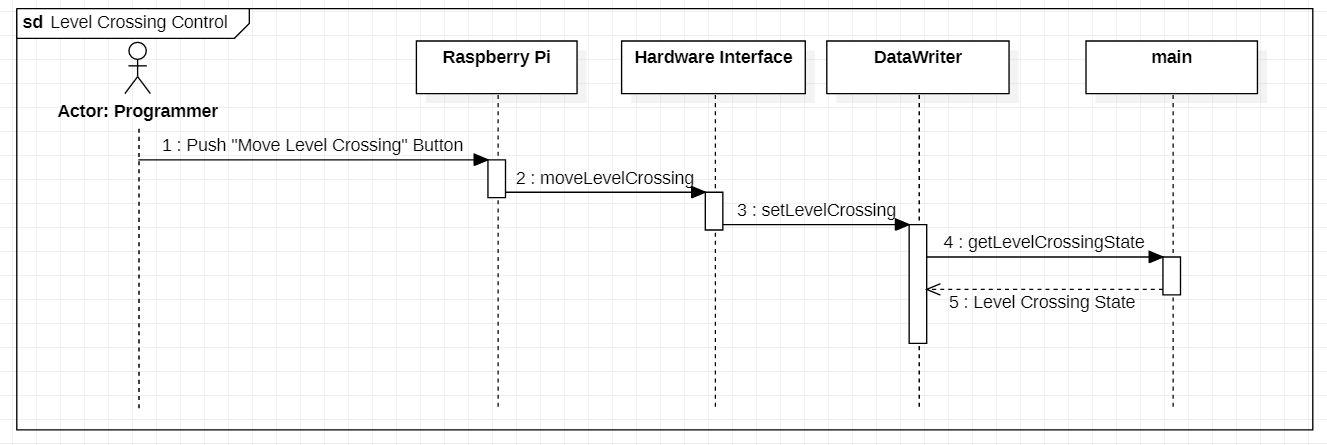 sd Level Crossing Control
Raspberry Pi
Hardware Interface
DataWriter
main
Actor: Programmer
1 : Push "Move Level Crossing" Button
2 : moveLevelCrossing
3 : setLevelCrossing
4 : getLevelCrossingState
5 : Level Crossing State